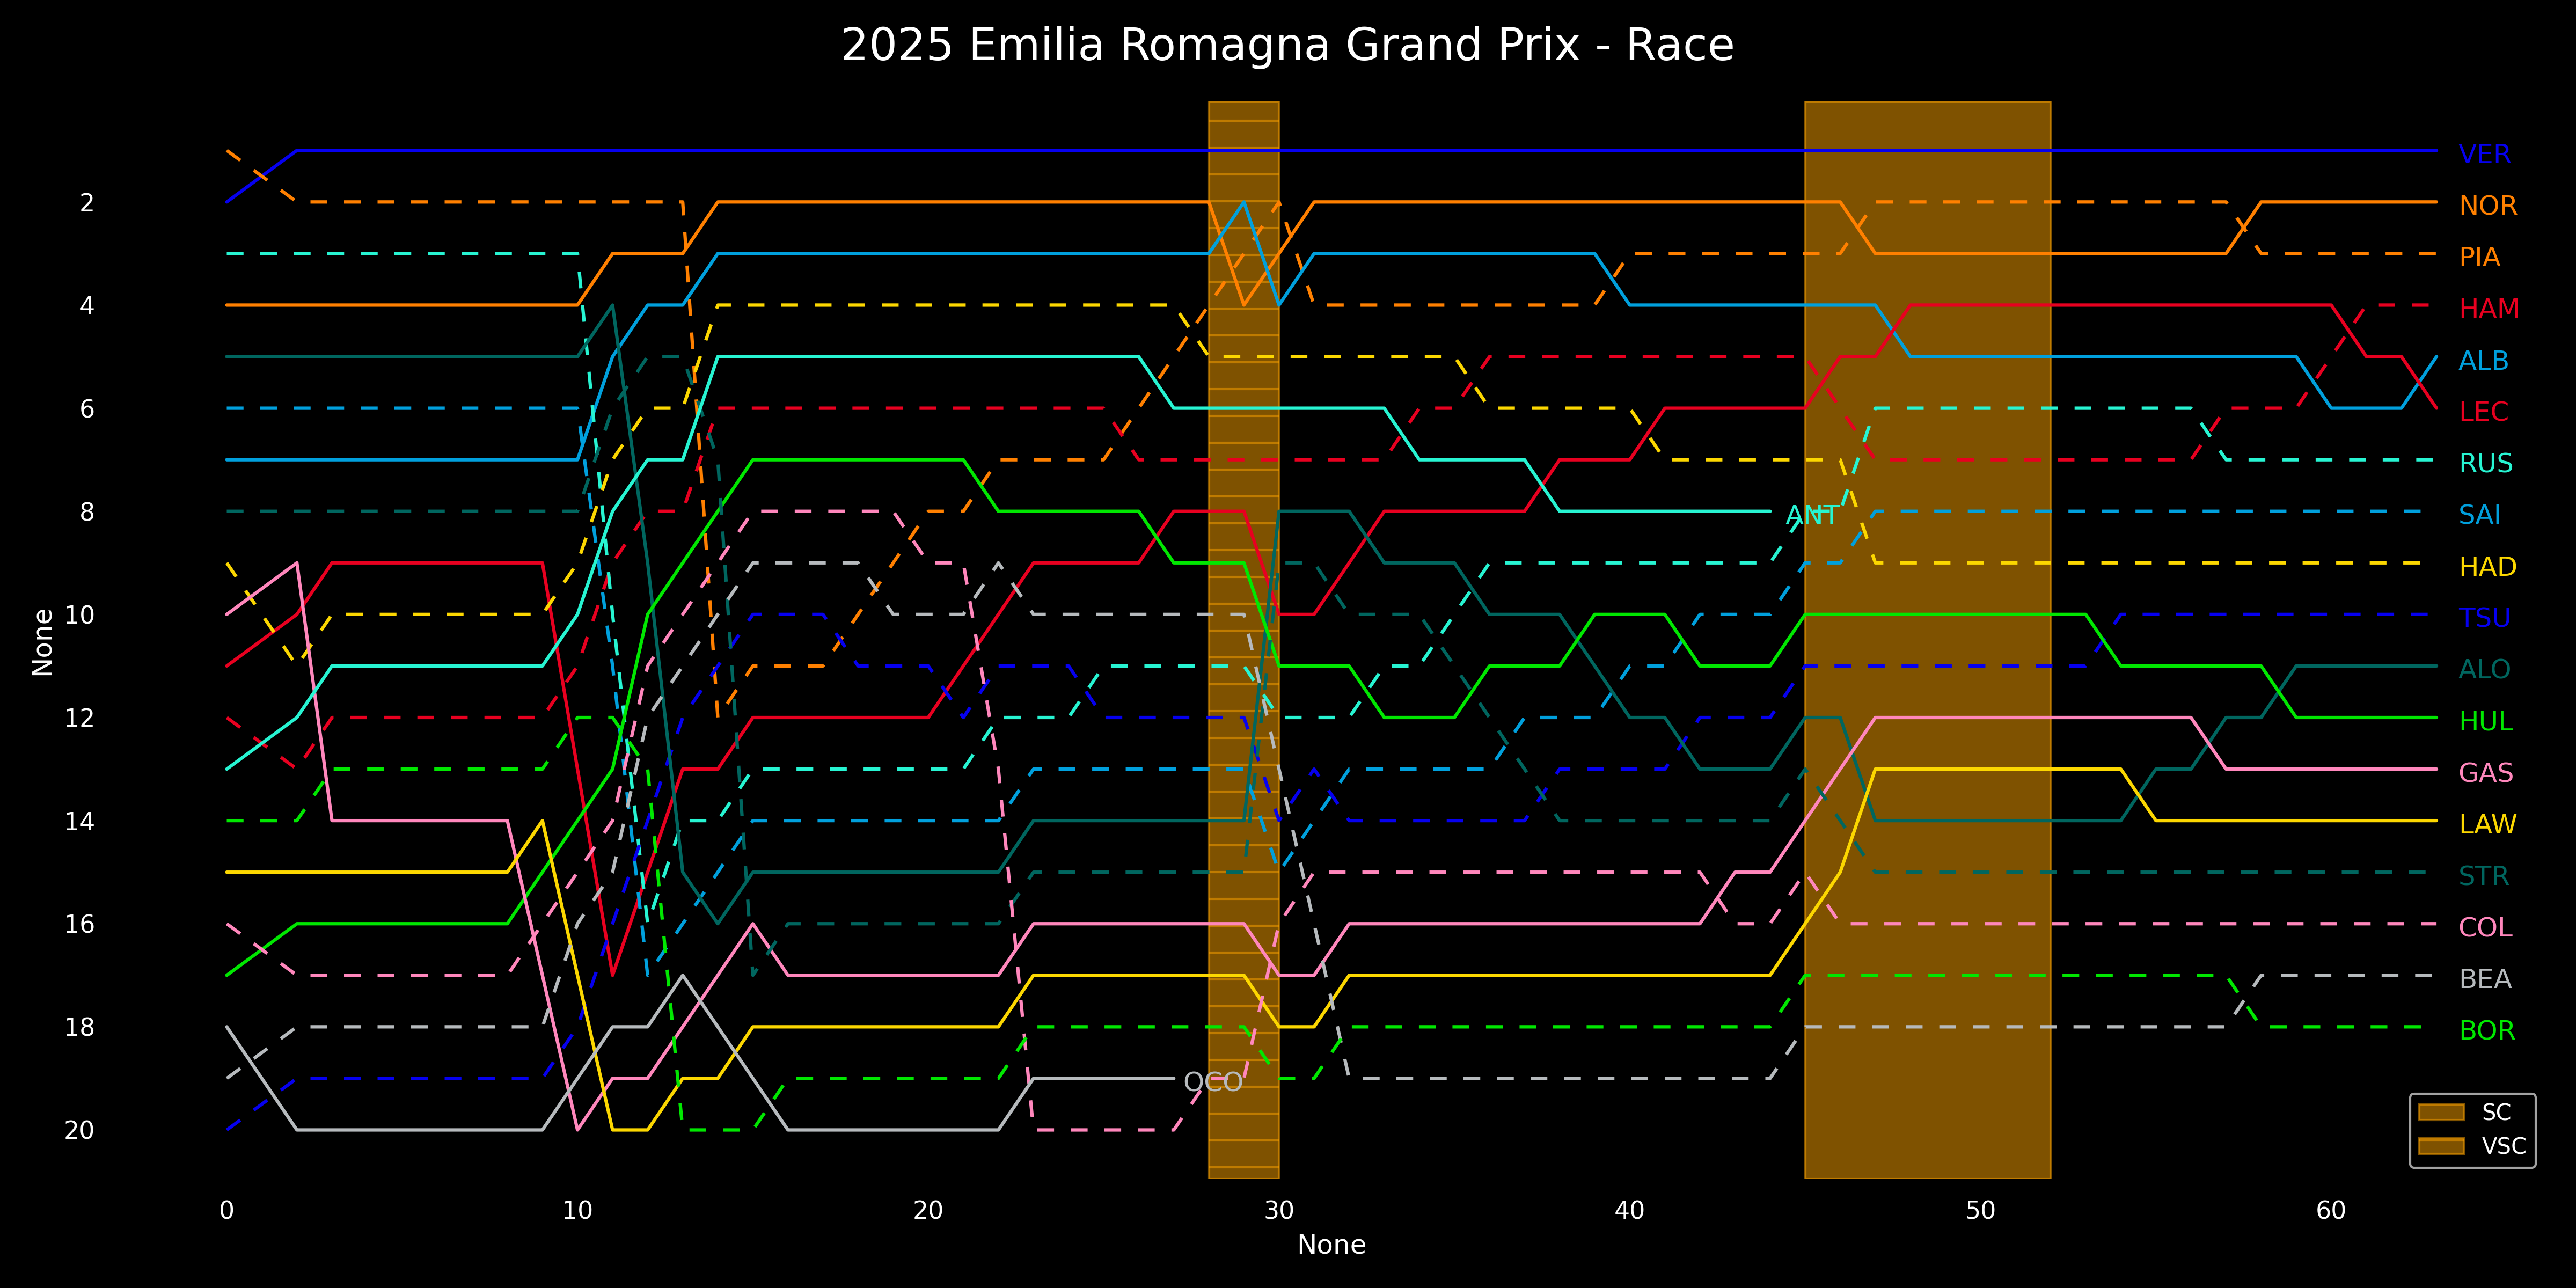 2025 Emilia Romagna Grand Prix - Race
VER
2 NOR
PIA
4 HAM
ALB
6 LEC
RUS
8 ANT SAI
HAD
10 TSU
None ALO
12 HUL
GAS
14 LAW
STR
16 COL
BEA
18 BOR
OCO
20
SC
VSC
0 10 20 30 40 50 60
None